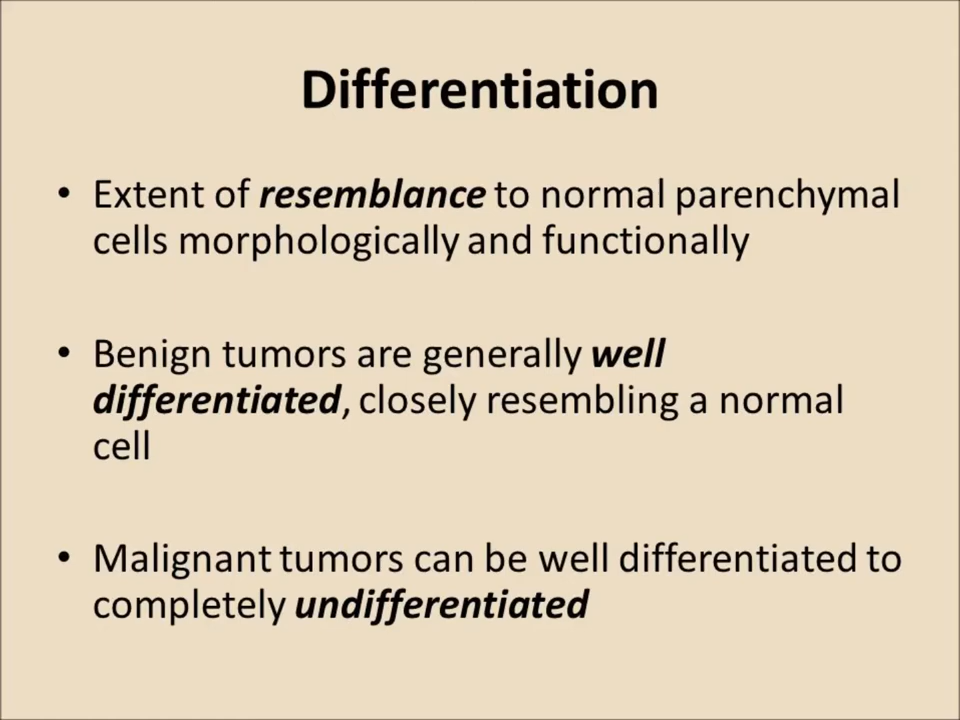 Differentiation
• Extent of resemblance to normal parenchymal
cells morphologically and functionally
• Benign tumors are generally well
differentiated, closely resembling a normal
cell
• Malignant tumors can be well differentiated to
completely undifferentiated